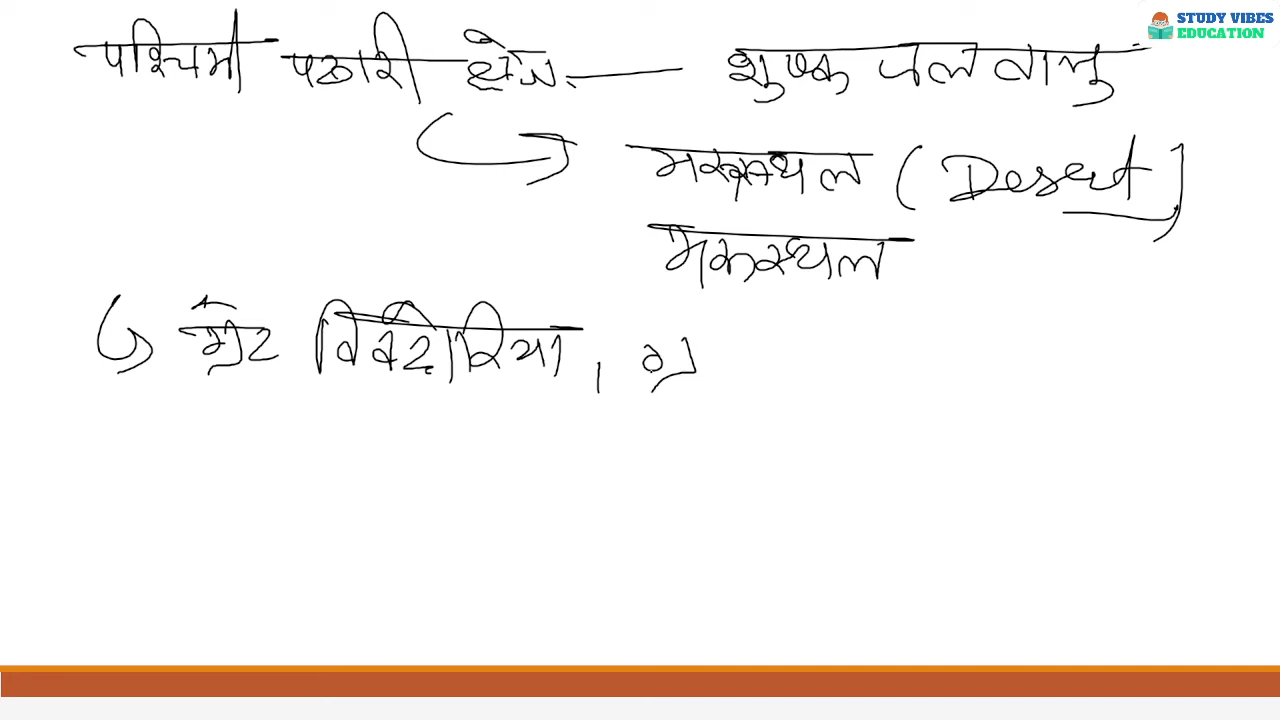 STUDY VIBES
EDUCATION
पश्चिमी पठारी क्षेत्र — शुष्क जलवायु
मरूस्थल (Desert)
मरूस्थल
ग्रेट विक्टोरिया,